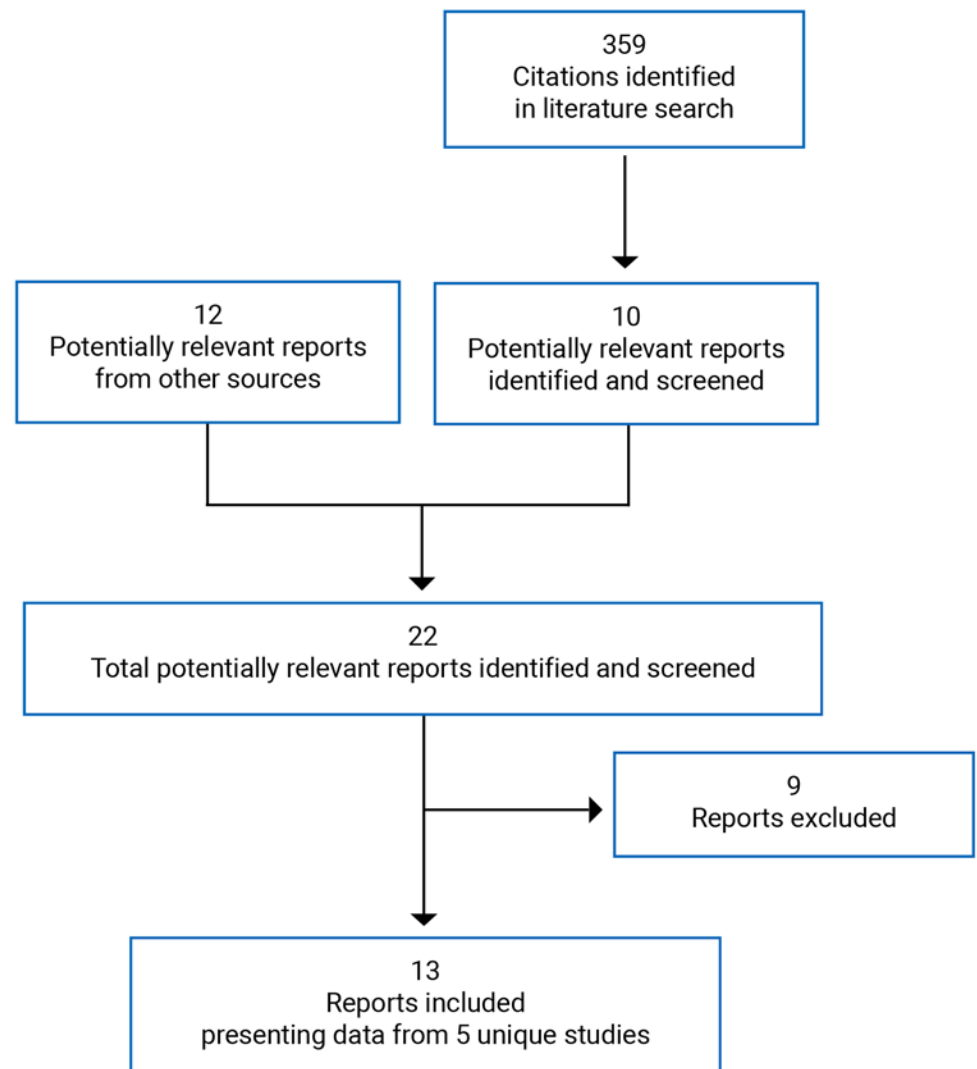 359
Citations identified
in literature search
12
Potentially relevant reports
from other sources
10
Potentially relevant reports
identified and screened
22
Total potentially relevant reports identified and screened
9
Reports excluded
13
Reports included
presenting data from 5 unique studies